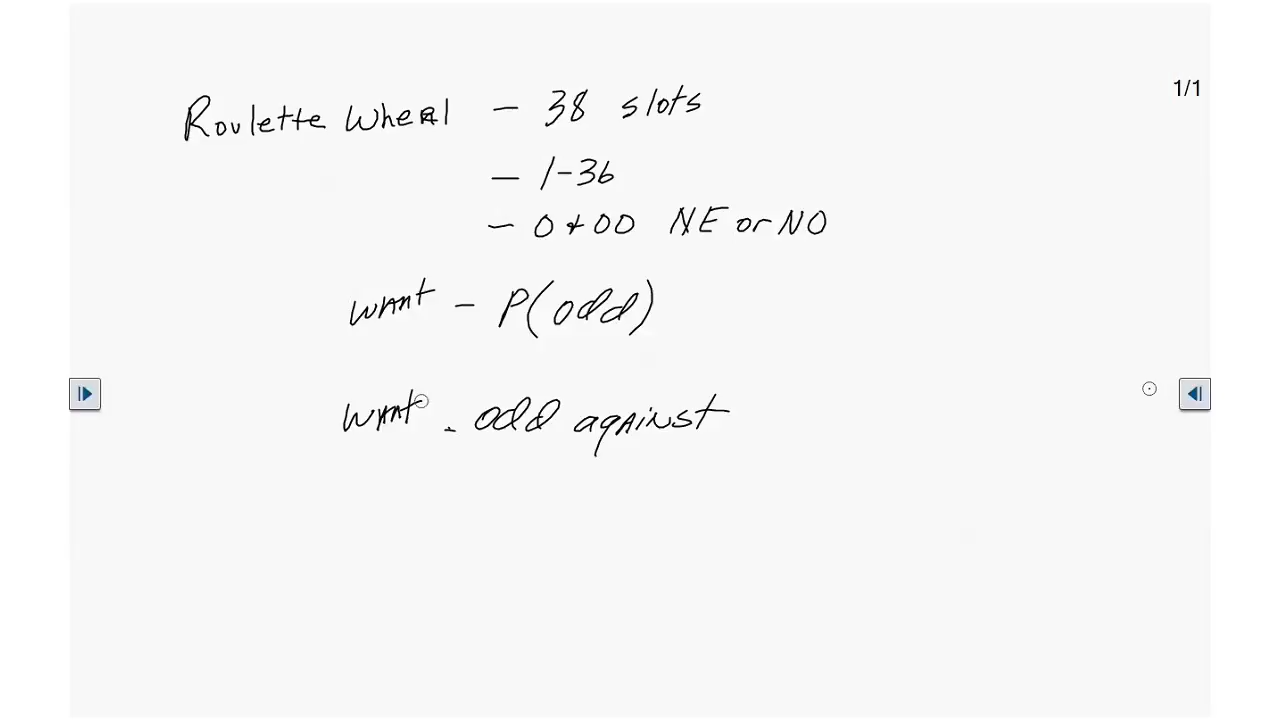 1/1
Roulette Wheel - 38 slots
- 1-36
- 0 + 00 NE or NO
want - P(odd)
want - odd against